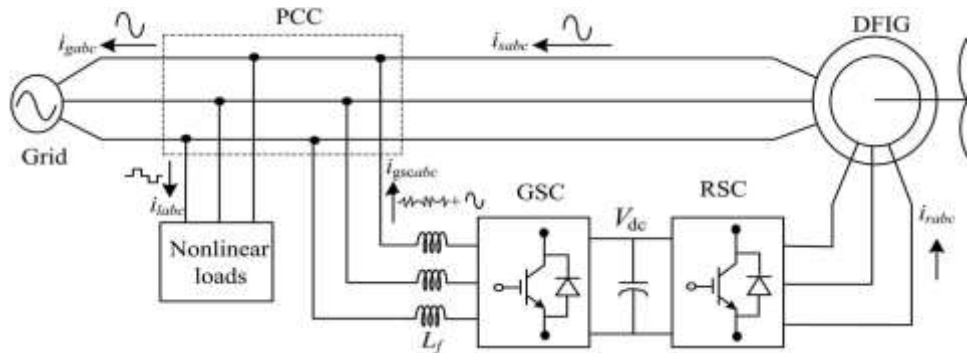 PCC
DFIG
i_gabc
i_sabc
Grid
i_labc
i_gscabc
GSC
RSC
V_dc
i_rabc
Nonlinear
loads
L_f